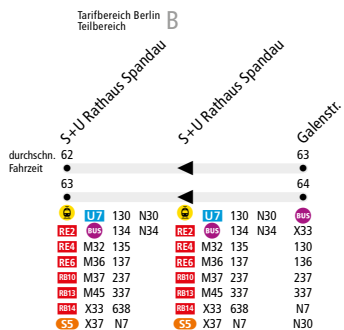 Tarifbereich Berlin B
Teilbereich
S+U Rathaus Spandau
S+U Rathaus Spandau
Galenstr.
durchschn. 62 63
Fahrzeit
63 64
U7 130 N30 U7 130 N30 BUS
RE2 BUS 134 N34 RE2 BUS 134 N34 X33
RE4 M32 135 RE4 M32 135 130
RE6 M36 137 RE6 M36 137 136
RB10 M37 237 RB10 M37 237 237
RB13 M45 337 RB13 M45 337 337
RB14 X33 638 RB14 X33 638 N7
S5 X37 N7 S5 X37 N7 N30